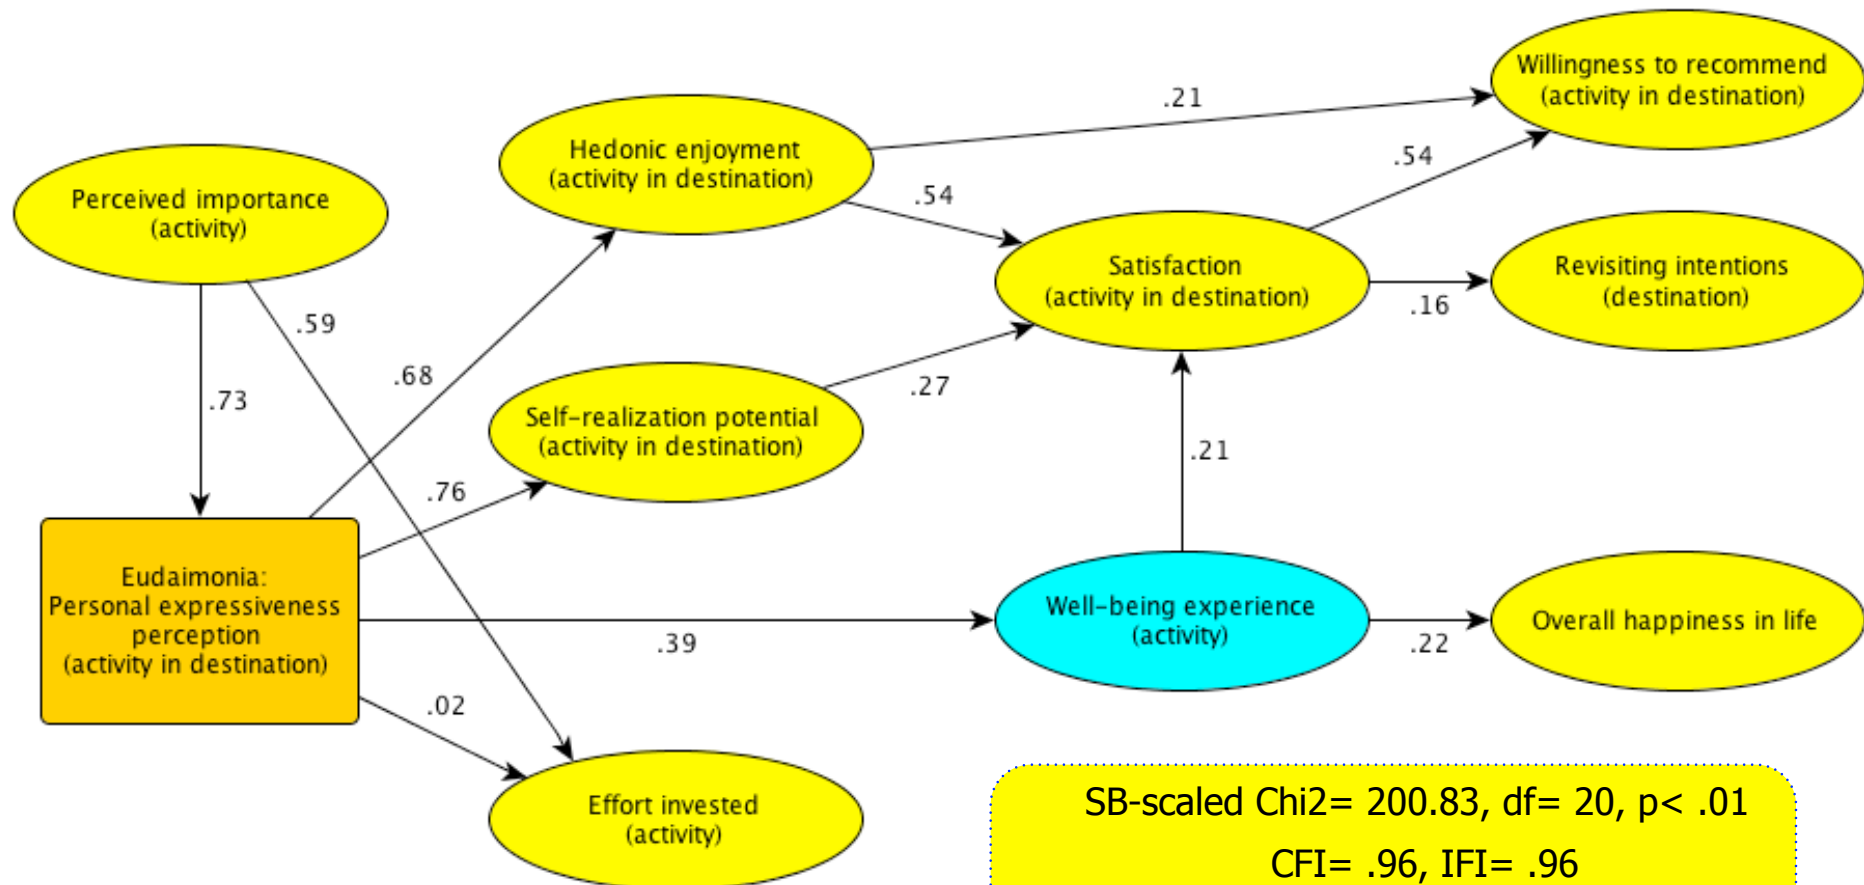 Willingness to recommend
(activity in destination)
.21
Hedonic enjoyment
(activity in destination)
.54
.54
Perceived importance
(activity)
Satisfaction
(activity in destination)
Revisiting intentions
(destination)
.16
.59
.68
.73
.27
Self-realization potential
(activity in destination)
.21
.76
Eudaimonia:
Personal expressiveness
perception
(activity in destination)
.39
Well-being experience
(activity)
.22
Overall happiness in life
.02
Effort invested
(activity)
SB-scaled Chi2= 200.83, df= 20, p< .01
CFI= .96, IFI= .96